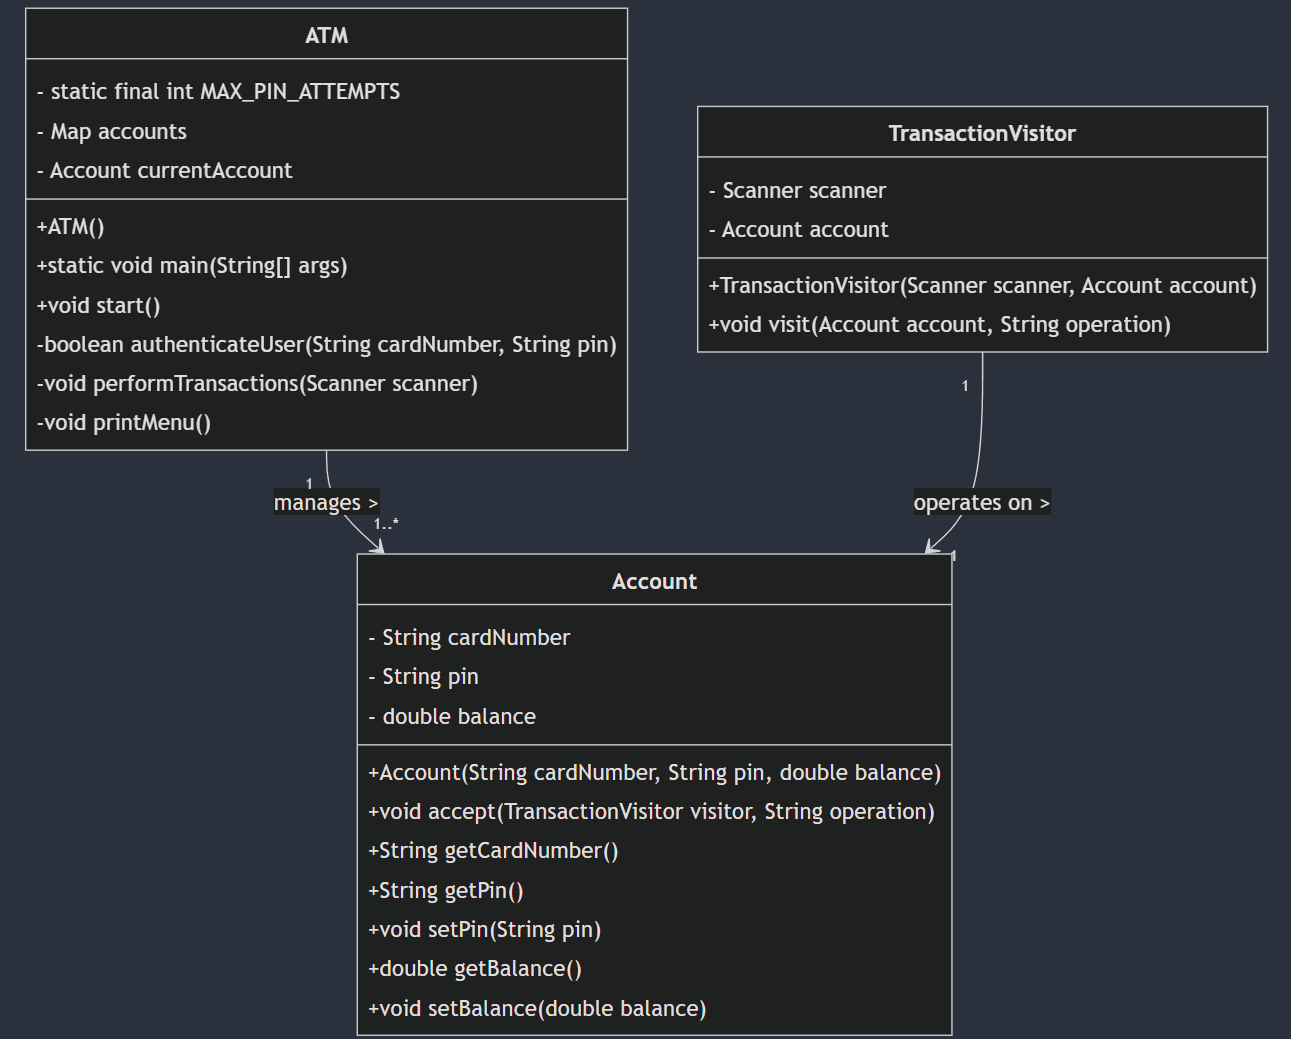 ATM
- static final int MAX_PIN_ATTEMPTS
- Map accounts
- Account currentAccount
+ATM()
+static void main(String[] args)
+void start()
-boolean authenticateUser(String cardNumber, String pin)
-void performTransactions(Scanner scanner)
-void printMenu()
TransactionVisitor
- Scanner scanner
- Account account
+TransactionVisitor(Scanner scanner, Account account)
+void visit(Account account, String operation)
1
manages >
1..*
1
operates on >
1
Account
- String cardNumber
- String pin
- double balance
+Account(String cardNumber, String pin, double balance)
+void accept(TransactionVisitor visitor, String operation)
+String getCardNumber()
+String getPin()
+void setPin(String pin)
+double getBalance()
+void setBalance(double balance)